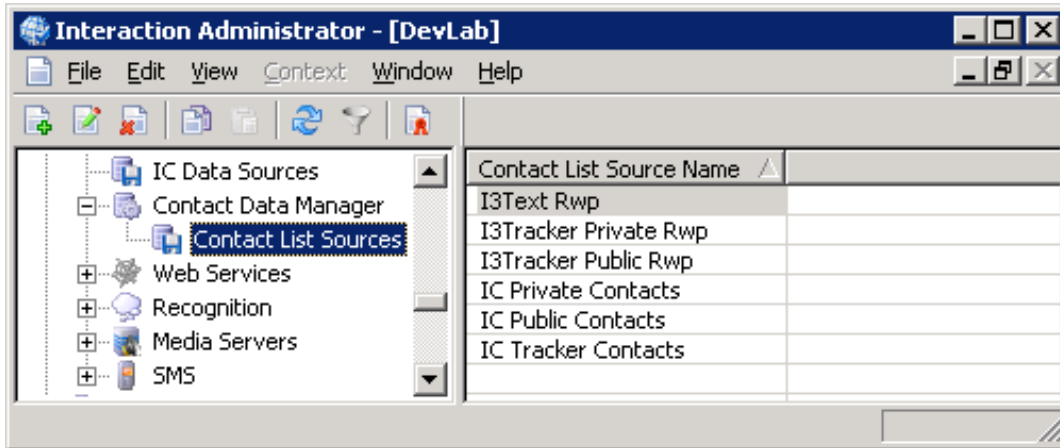 Interaction Administrator - [DevLab]
File Edit View Context Window Help
IC Data Sources
Contact Data Manager
Contact List Sources
Web Services
Recognition
Media Servers
SMS
Contact List Source Name
I3Text Rwp
I3Tracker Private Rwp
I3Tracker Public Rwp
IC Private Contacts
IC Public Contacts
IC Tracker Contacts